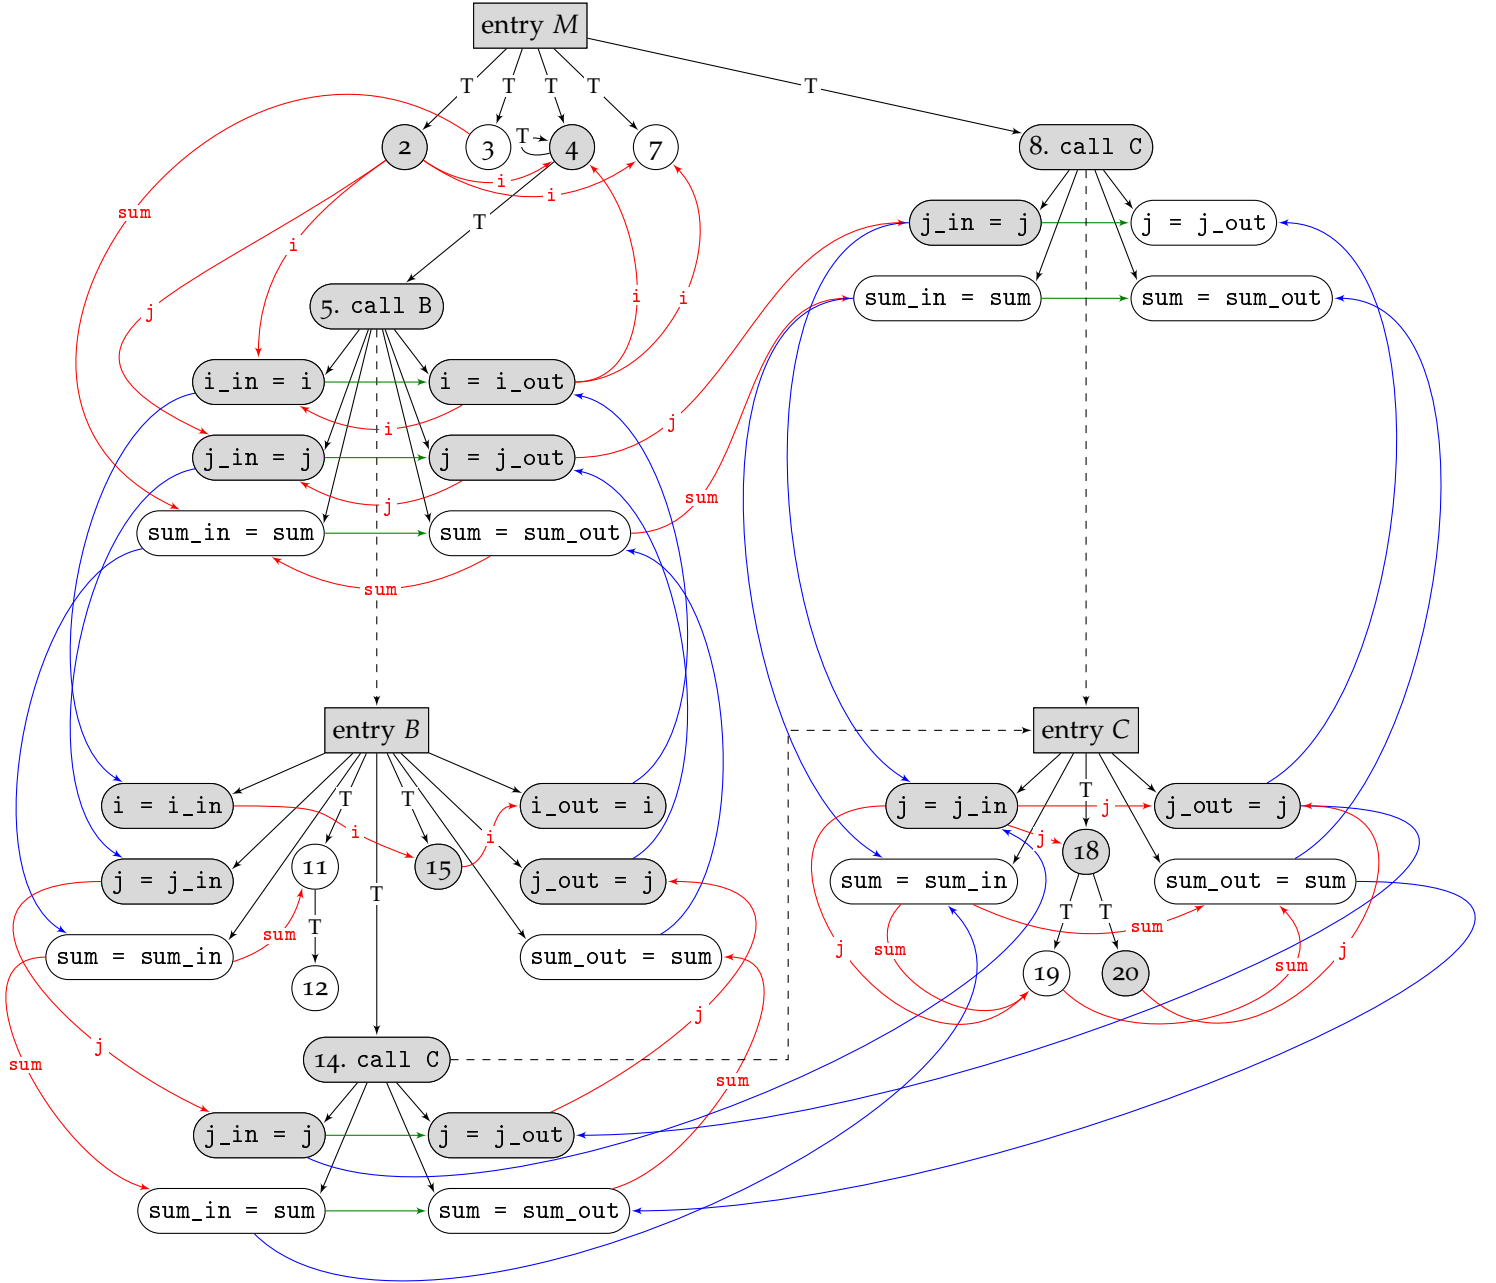 entry M
T T T T T
2 3 T 4 7 8. call C
i
i
sum
T
j_in = j j = j_out
i
sum_in = sum sum = sum_out
i i
j
5. call B
i_in = i i = i_out
i
j
j_in = j j = j_out
j
sum
sum_in = sum sum = sum_out
sum
entry B entry C
T T T
i = i_in i_out = i j = j_in j j_out = j
i i j
11 15 18
j = j_in j_out = j sum = sum_in sum_out = sum
T
T T T
sum sum
j sum j
sum = sum_in sum_out = sum
sum
12 19 20
j
j
14. call C
sum
sum
j_in = j j = j_out
sum_in = sum sum = sum_out